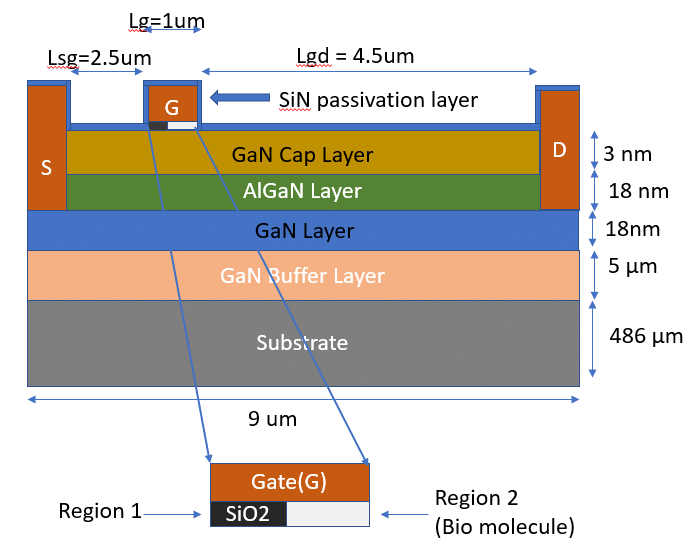 Lg=1um
Lsg=2.5um
Lgd = 4.5um
G
SiN passivation layer
S
D
GaN Cap Layer
3 nm
AlGaN Layer
18 nm
GaN Layer
18nm
GaN Buffer Layer
5 μm
Substrate
486 μm
9 um
Gate(G)
Region 1
SiO2
Region 2
(Bio molecule)